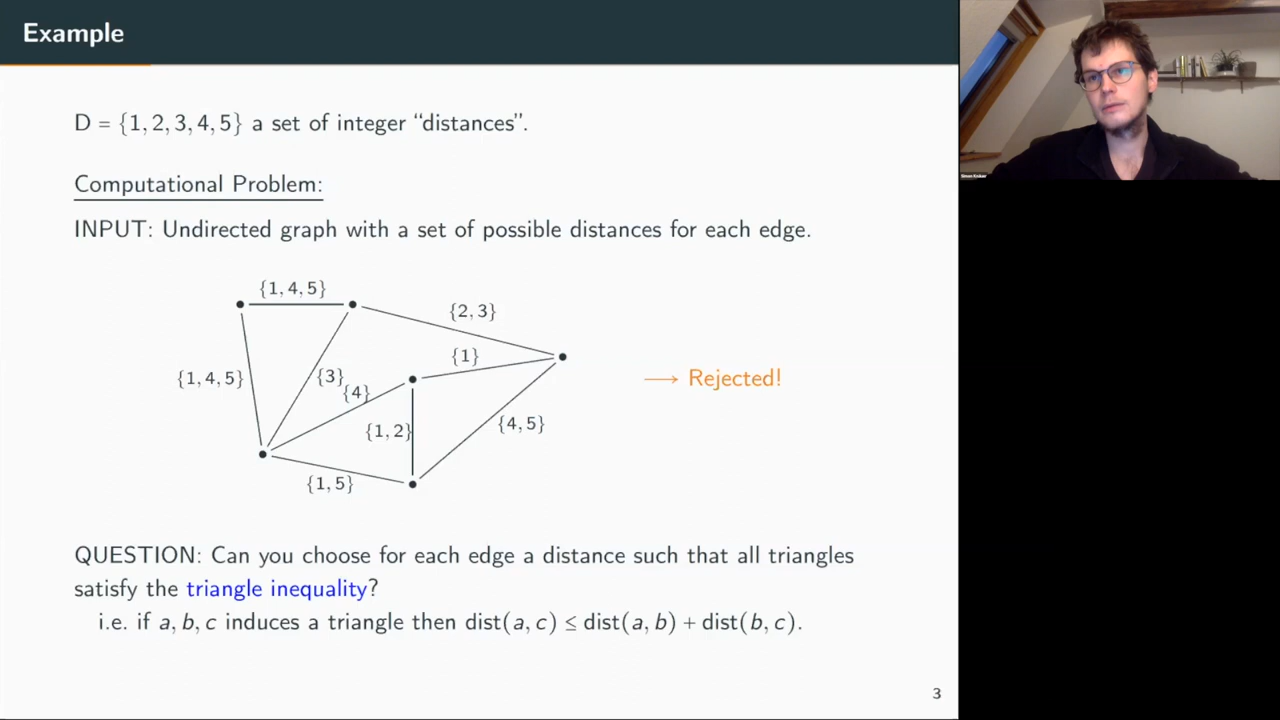 Example
D = {1, 2, 3, 4, 5} a set of integer “distances”.
Computational Problem:
INPUT: Undirected graph with a set of possible distances for each edge.
{1, 4, 5}
{2, 3}
{1}
{1, 4, 5}
{3}
{4}
→ Rejected!
{1, 2}
{4, 5}
{1, 5}
QUESTION: Can you choose for each edge a distance such that all triangles
satisfy the triangle inequality?
i.e. if a, b, c induces a triangle then dist(a, c) ≤ dist(a, b) + dist(b, c).
3